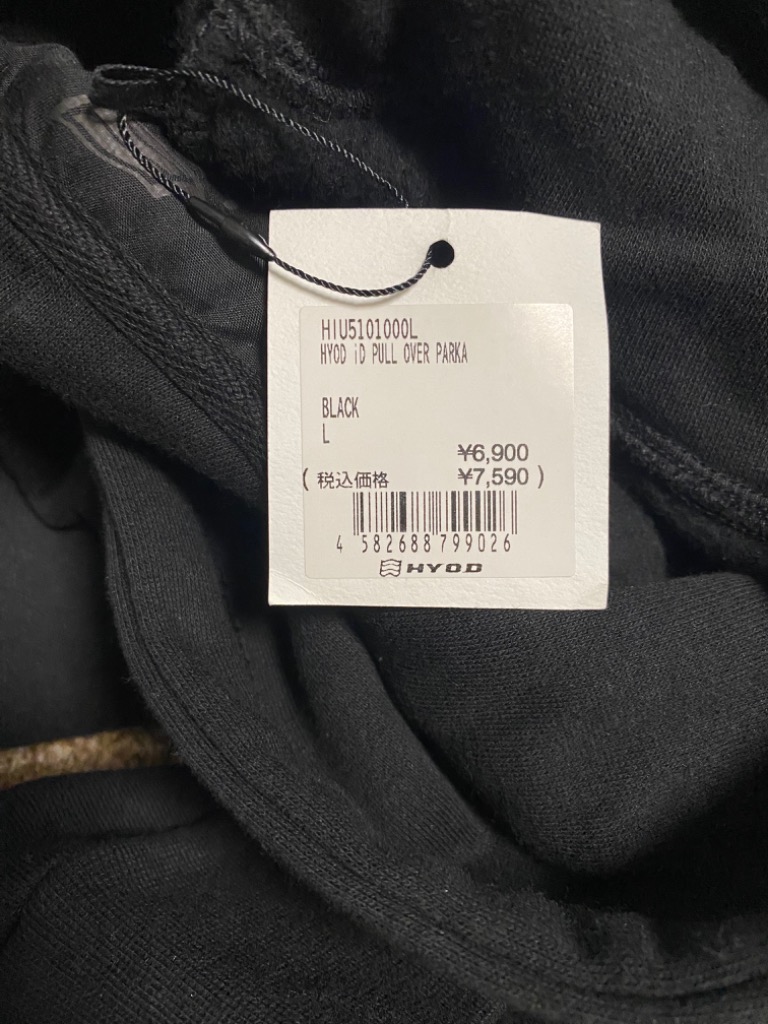 HIU5101000L
HYOD iD PULL OVER PARKA
BLACK
L
¥6,900
( 税込価格 ¥7,590 )
4 582688 799026
HYOD